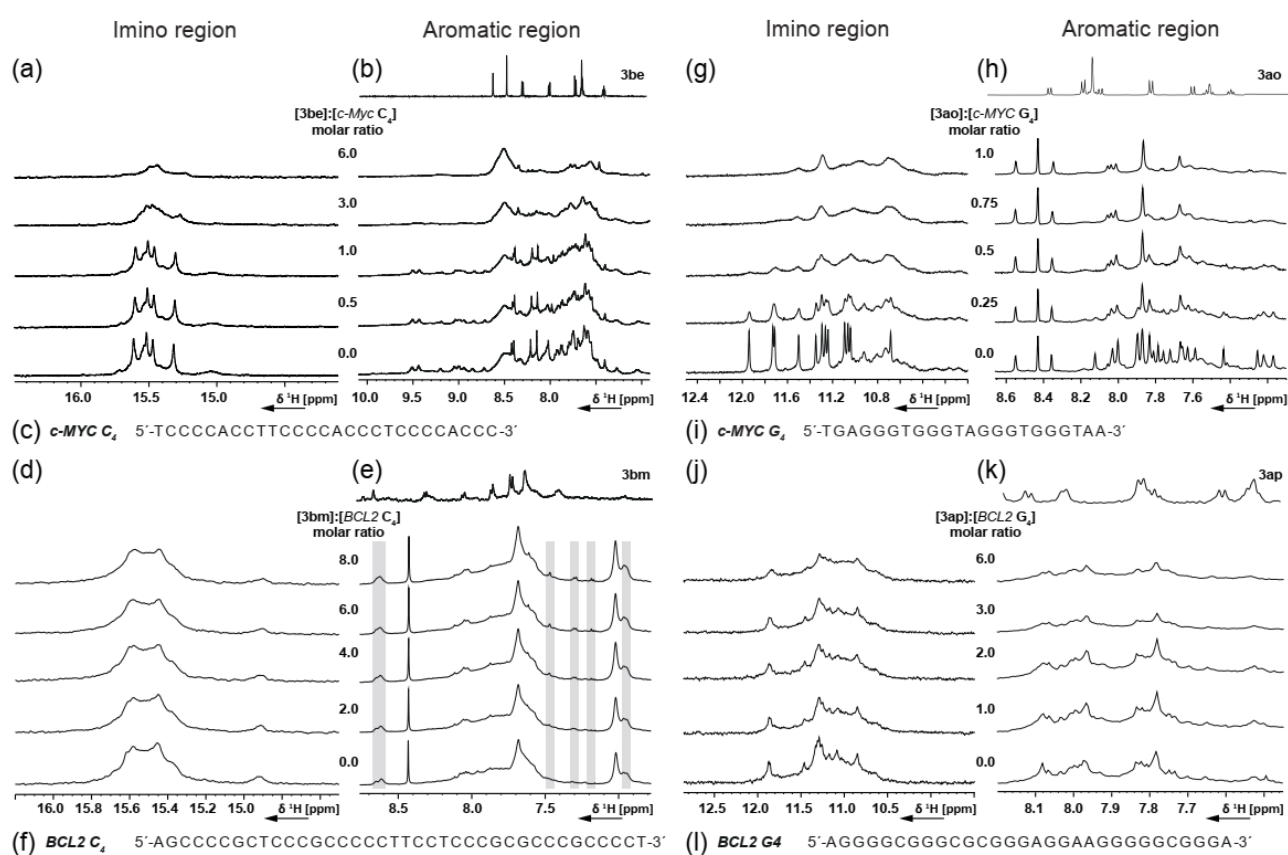 Imino region
Aromatic region
Imino region
Aromatic region
(a)
(b)
3be
(g)
(h)
3ao
[3be]:[c-Myc C4]
molar ratio
6.0
3.0
1.0
0.5
0.0
[3ao]:[c-MYC G4]
molar ratio
1.0
0.75
0.5
0.25
0.0
16.0 15.5 15.0
δ ¹H [ppm]
10.0 9.5 9.0 8.5 8.0 7.5
δ ¹H [ppm]
12.0 11.6 11.2 10.8
δ ¹H [ppm]
8.6 8.4 8.2 8.0 7.8 7.6
δ ¹H [ppm]
(c) c-MYC C4 5´-TCCCCACCTTCCCCACCCTCCCCACCC-3´
(i) c-MYC G4 5´-TGAGGGTGGGTAGGGTGGGTAA-3´
(d)
(e)
3bm
(j)
(k)
3ap
[3bm]:[BCL2 C4]
molar ratio
8.0
6.0
4.0
2.0
0.0
[3ap]:[BCL2 G4]
molar ratio
6.0
3.0
2.0
1.0
0.0
16.0 15.8 15.6 15.4 15.2 15.0
δ ¹H [ppm]
8.5 8.0 7.5
δ ¹H [ppm]
12.5 12.0 11.5 11.0 10.5
δ ¹H [ppm]
8.1 8.0 7.9 7.8 7.7 7.6
δ ¹H [ppm]
(f) BCL2 C4 5´-AGCCCCGCTCCCGCCCCCTTCCTCCCGCGCCCGCCCCT-3´
(l) BCL2 G4 5´-AGGGGCGGGCGCGGGAGGAAGGGGGCGGGA-3´